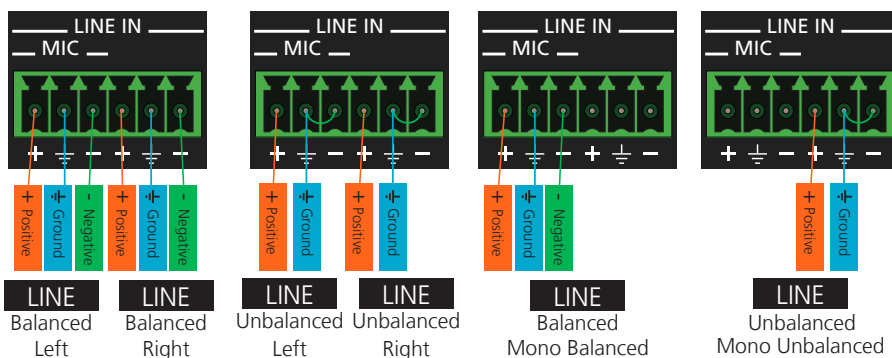 LINE IN
MIC
+ ⏚ − + ⏚ −
+ Positive
⏚ Ground
- Negative
+ Positive
⏚ Ground
- Negative
LINE
Balanced
Left
LINE
Balanced
Right
LINE IN
MIC
+ ⏚ − + ⏚ −
+ Positive
⏚ Ground
+ Positive
⏚ Ground
LINE
Unbalanced
Left
LINE
Unbalanced
Right
LINE IN
MIC
+ ⏚ − + ⏚ −
+ Positive
⏚ Ground
- Negative
LINE
Balanced
Mono Balanced
LINE IN
MIC
+ ⏚ − + ⏚ −
+ Positive
⏚ Ground
LINE
Unbalanced
Mono Unbalanced